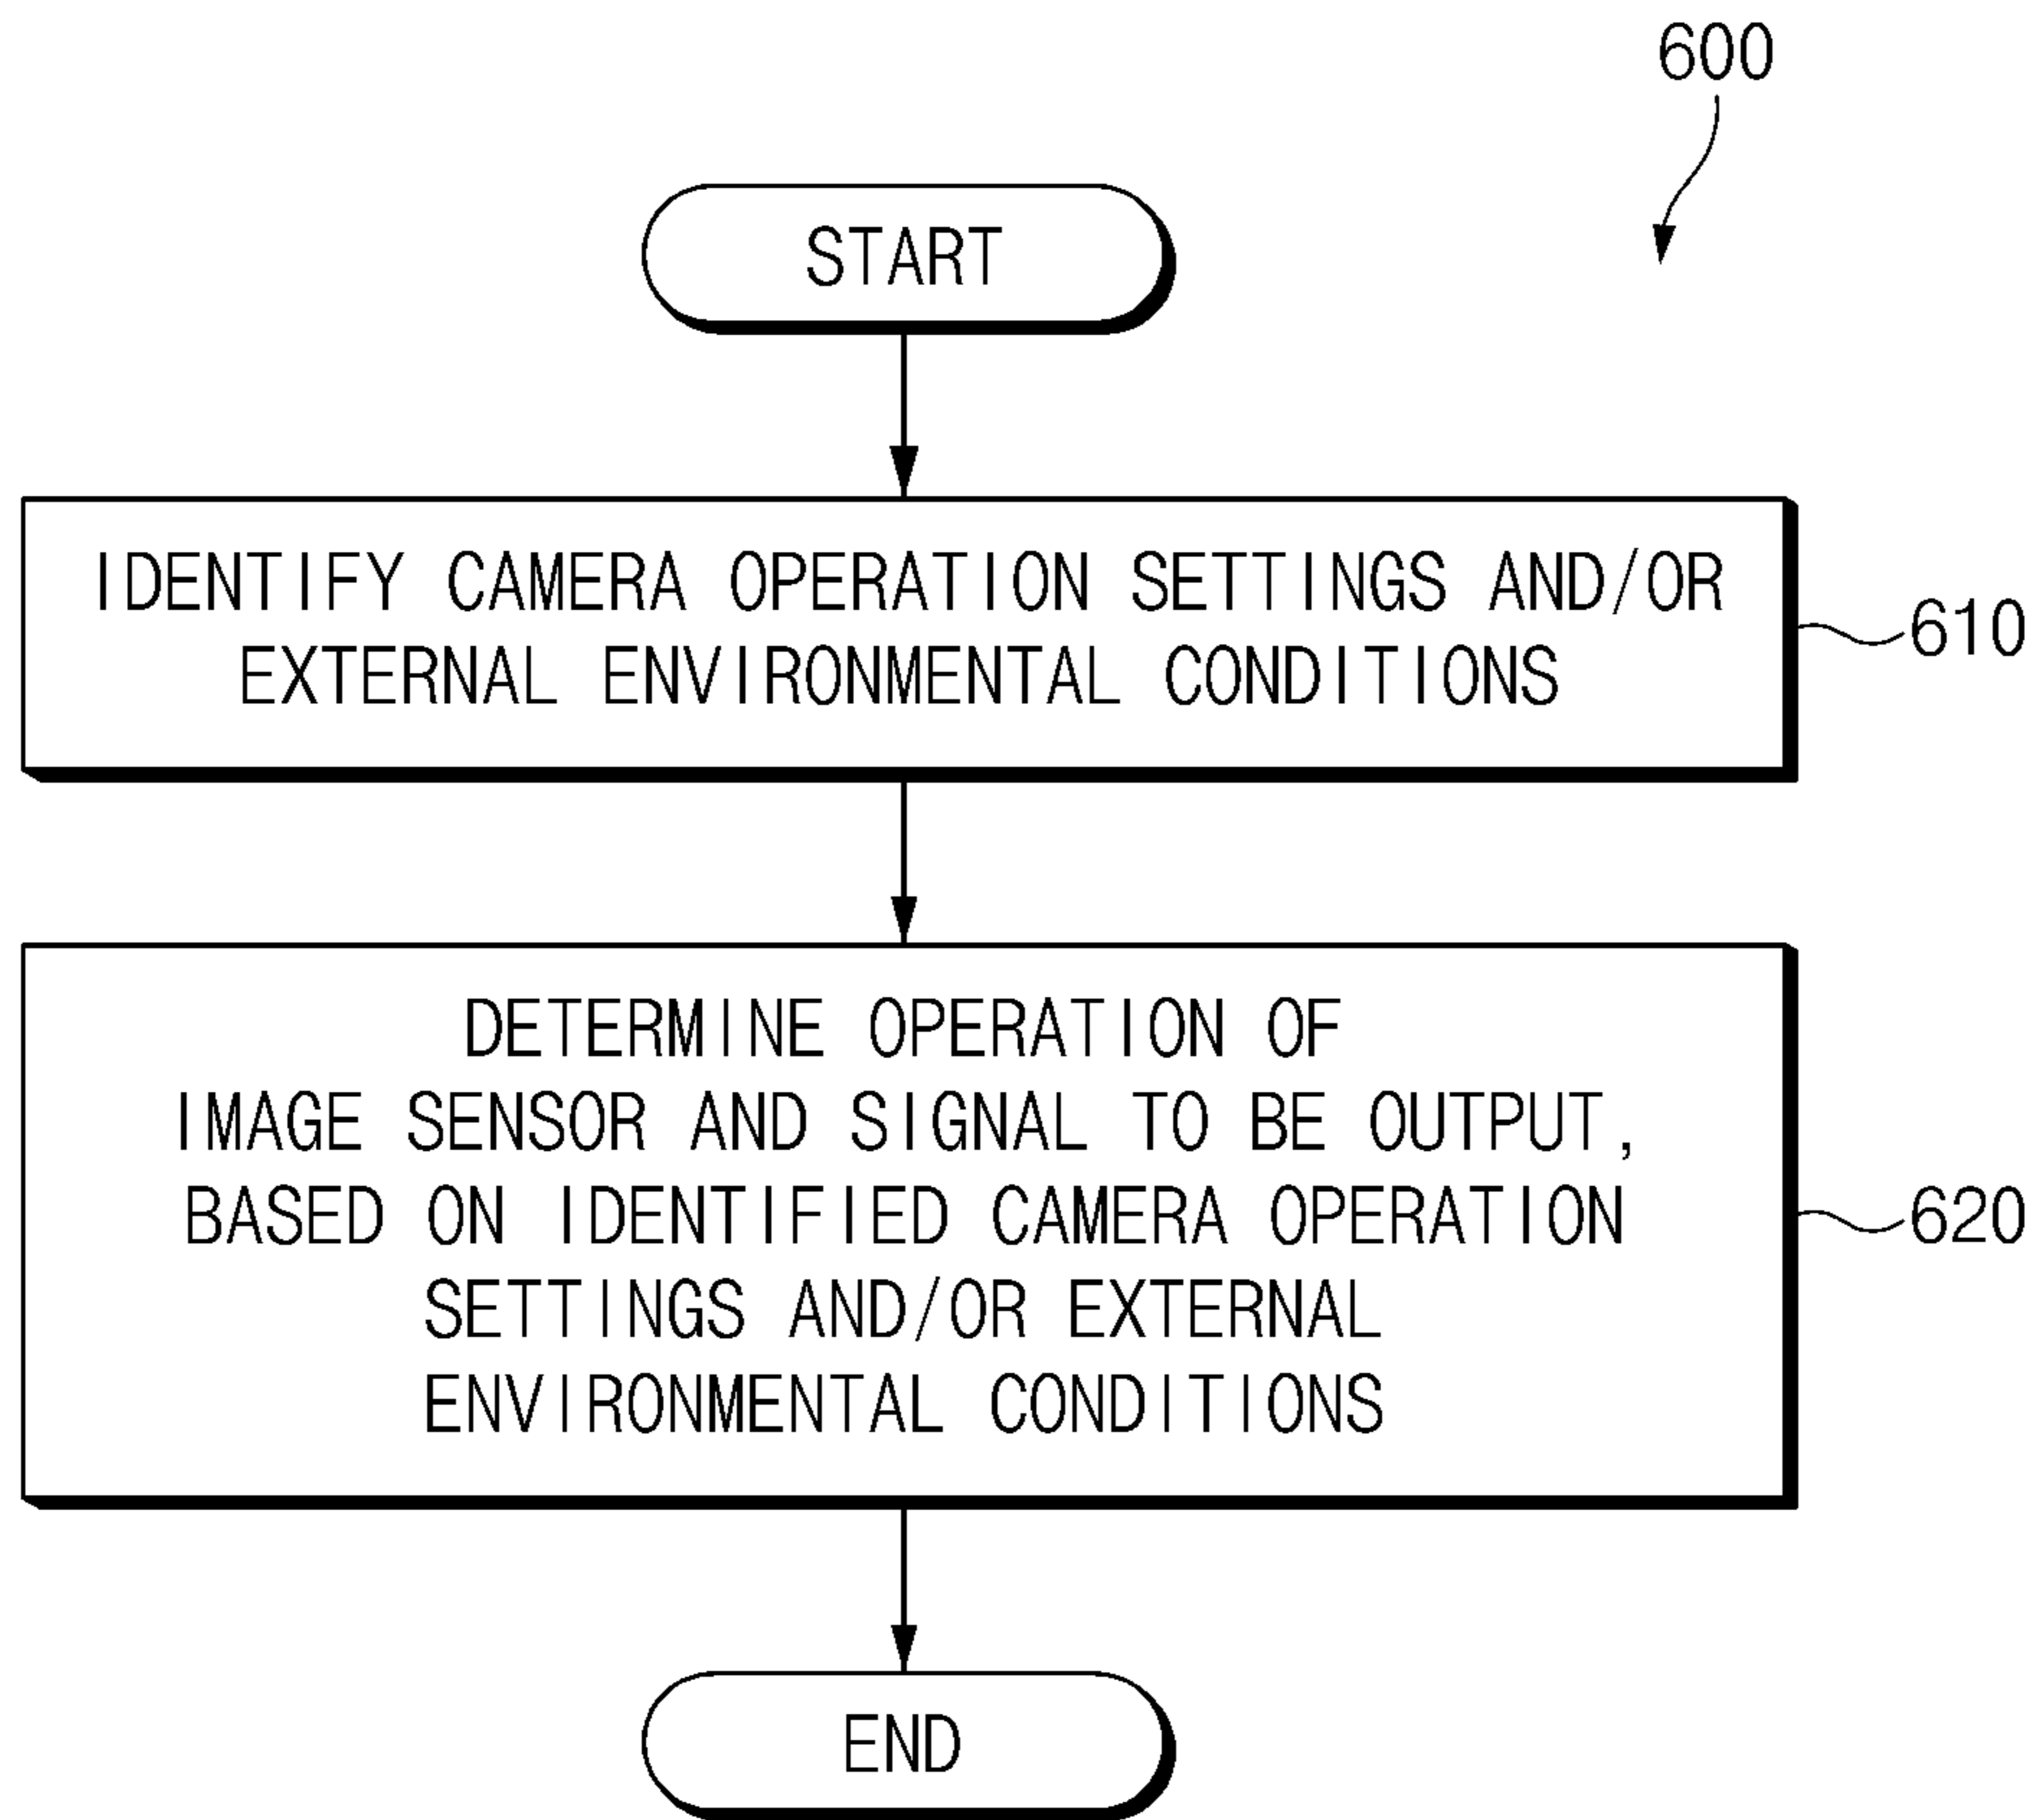 600
START
IDENTIFY CAMERA OPERATION SETTINGS AND/OR
EXTERNAL ENVIRONMENTAL CONDITIONS
610
DETERMINE OPERATION OF
IMAGE SENSOR AND SIGNAL TO BE OUTPUT,
BASED ON IDENTIFIED CAMERA OPERATION
SETTINGS AND/OR EXTERNAL
ENVIRONMENTAL CONDITIONS
620
END